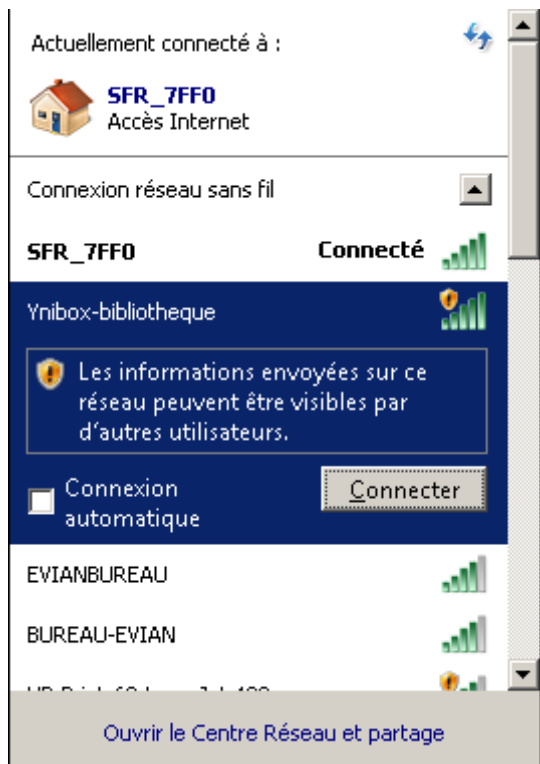 Actuellement connecté à :
SFR_7FF0
Accès Internet
Connexion réseau sans fil
SFR_7FF0 Connecté
Ynibox-bibliotheque
Les informations envoyées sur ce
réseau peuvent être visibles par
d'autres utilisateurs.
Connexion
automatique
Connecter
EVIANBUREAU
BUREAU-EVIAN
Ouvrir le Centre Réseau et partage